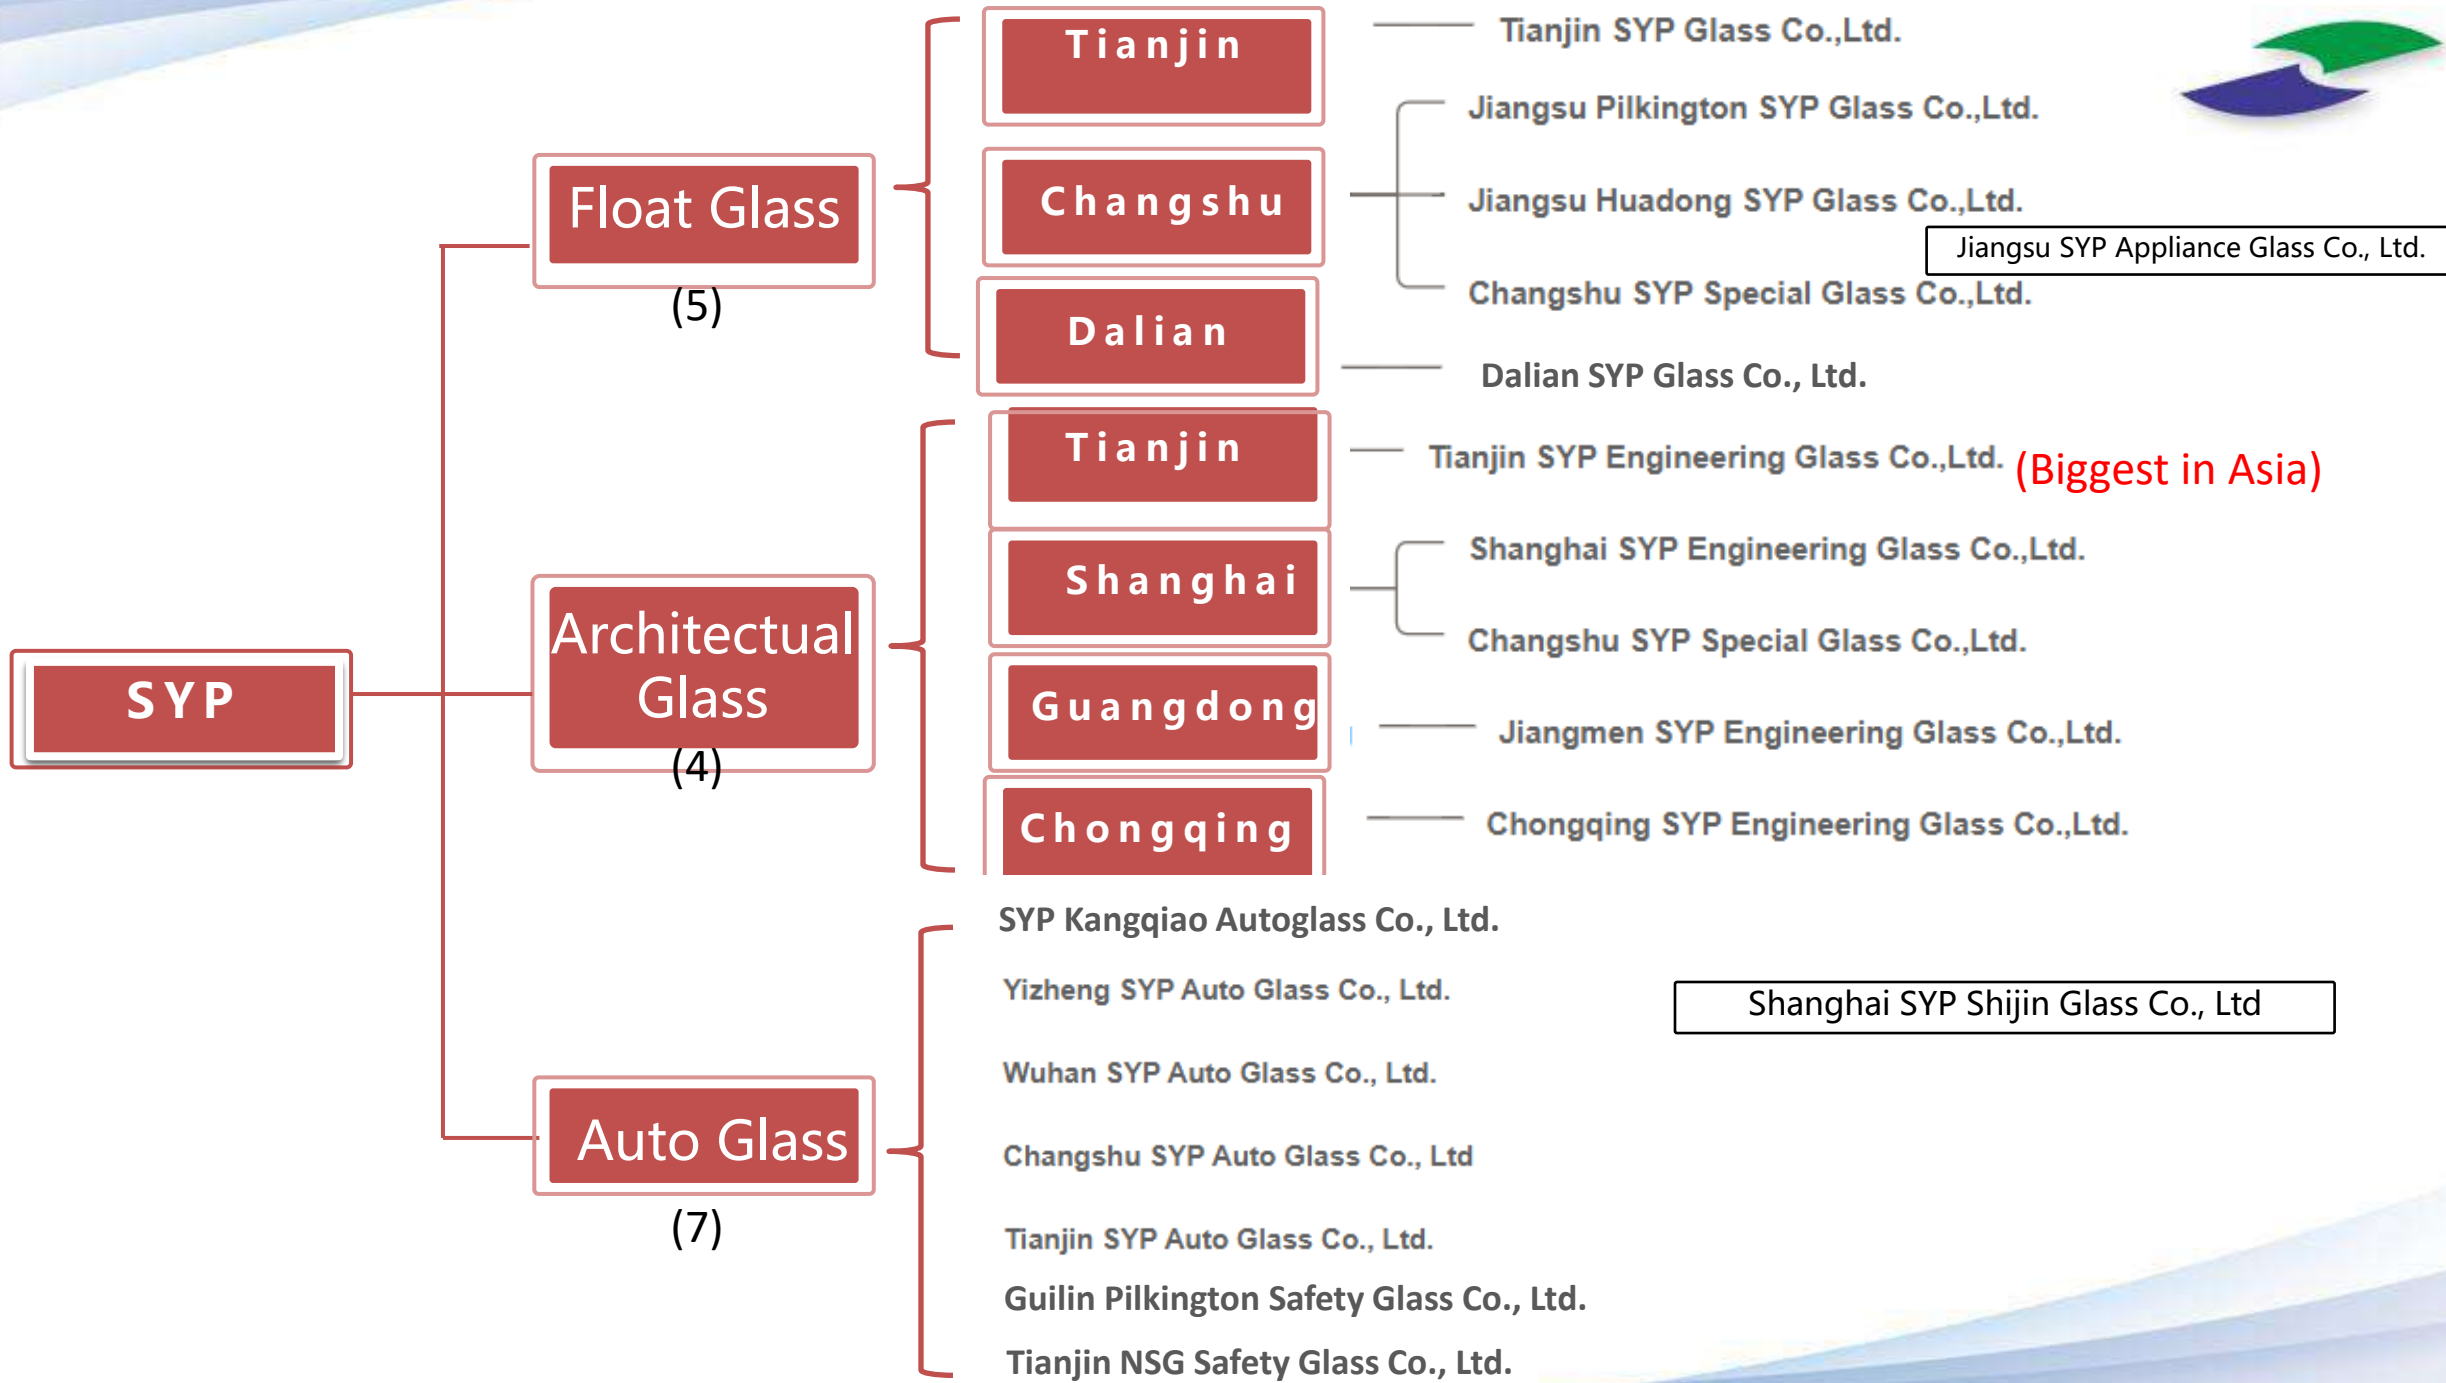 SYP
Float Glass
(5)
Tianjin
Tianjin SYP Glass Co.,Ltd.
Changshu
Jiangsu Pilkington SYP Glass Co.,Ltd.
Jiangsu Huadong SYP Glass Co.,Ltd.
Jiangsu SYP Appliance Glass Co., Ltd.
Changshu SYP Special Glass Co.,Ltd.
Dalian
Dalian SYP Glass Co., Ltd.
Architectual
Glass
(4)
Tianjin
Tianjin SYP Engineering Glass Co.,Ltd. (Biggest in Asia)
Shanghai
Shanghai SYP Engineering Glass Co.,Ltd.
Changshu SYP Special Glass Co.,Ltd.
Guangdong
Jiangmen SYP Engineering Glass Co.,Ltd.
Chongqing
Chongqing SYP Engineering Glass Co.,Ltd.
Auto Glass
(7)
SYP Kangqiao Autoglass Co., Ltd.
Yizheng SYP Auto Glass Co., Ltd.
Shanghai SYP Shijin Glass Co., Ltd
Wuhan SYP Auto Glass Co., Ltd.
Changshu SYP Auto Glass Co., Ltd
Tianjin SYP Auto Glass Co., Ltd.
Guilin Pilkington Safety Glass Co., Ltd.
Tianjin NSG Safety Glass Co., Ltd.